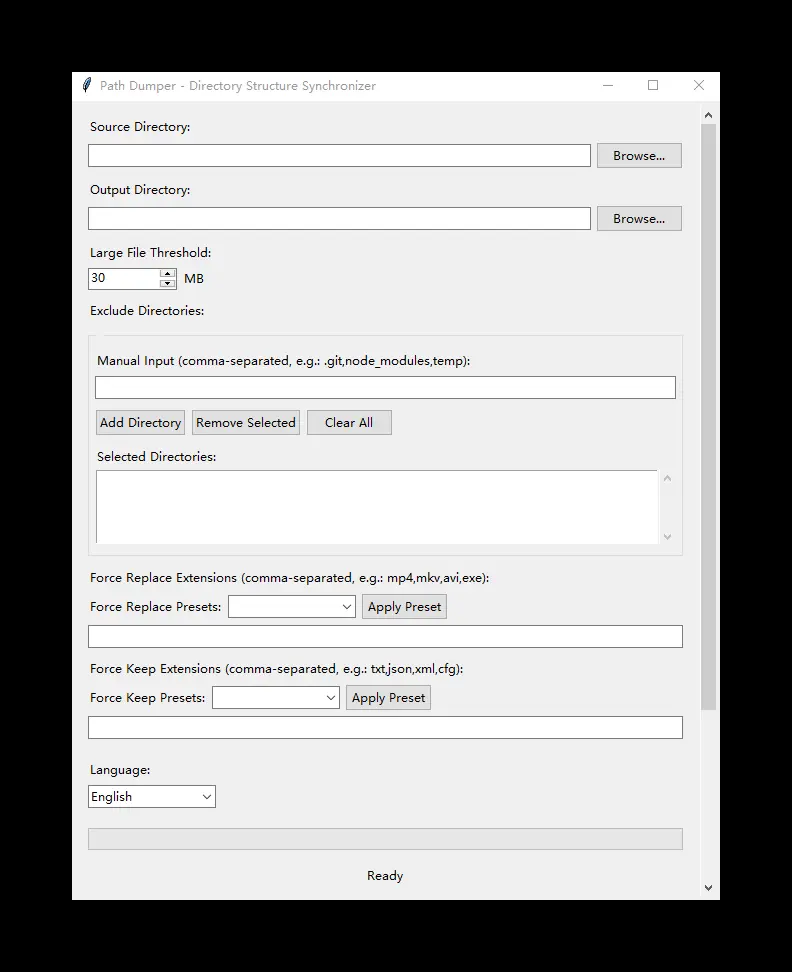 Path Dumper - Directory Structure Synchronizer
Source Directory:
Browse...
Output Directory:
Browse...
Large File Threshold:
30 MB
Exclude Directories:
Manual Input (comma-separated, e.g.: .git,node_modules,temp):
Add Directory Remove Selected Clear All
Selected Directories:
Force Replace Extensions (comma-separated, e.g.: mp4,mkv,avi,exe):
Force Replace Presets: Apply Preset
Force Keep Extensions (comma-separated, e.g.: txt,json,xml,cfg):
Force Keep Presets: Apply Preset
Language:
English
Ready